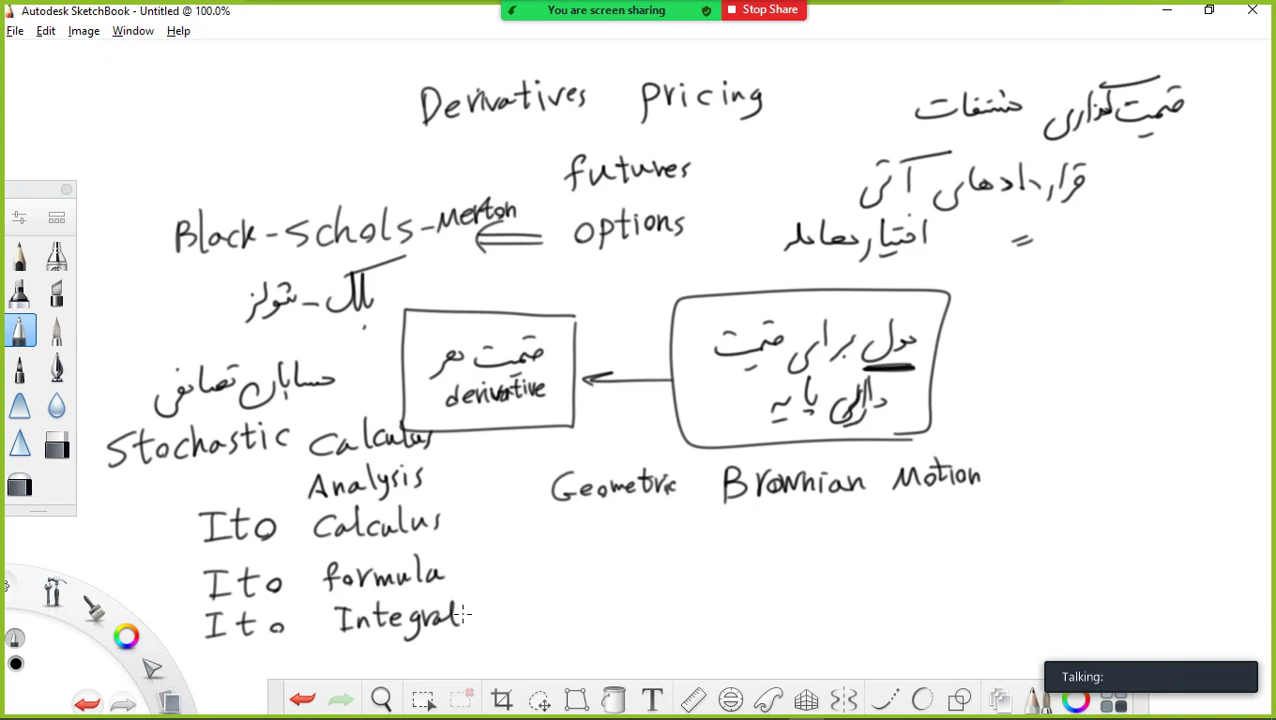 Autodesk SketchBook - Untitled @ 100.0%
You are screen sharing
Stop Share
File Edit Image Window Help
Derivatives pricing
قیمت‌گذاری مشتقات
futures
قراردادهای آتی
options
اختیار معامله
=
Black-Schols-Merton
بلک - شولز
مدل برای قیمت
دارایی پایه
قیمت هر
derivative
حسابان تصادفی
Stochastic Calculus
Analysis
Geometric Brownian Motion
Ito Calculus
Ito formula
Ito Integral
Talking: